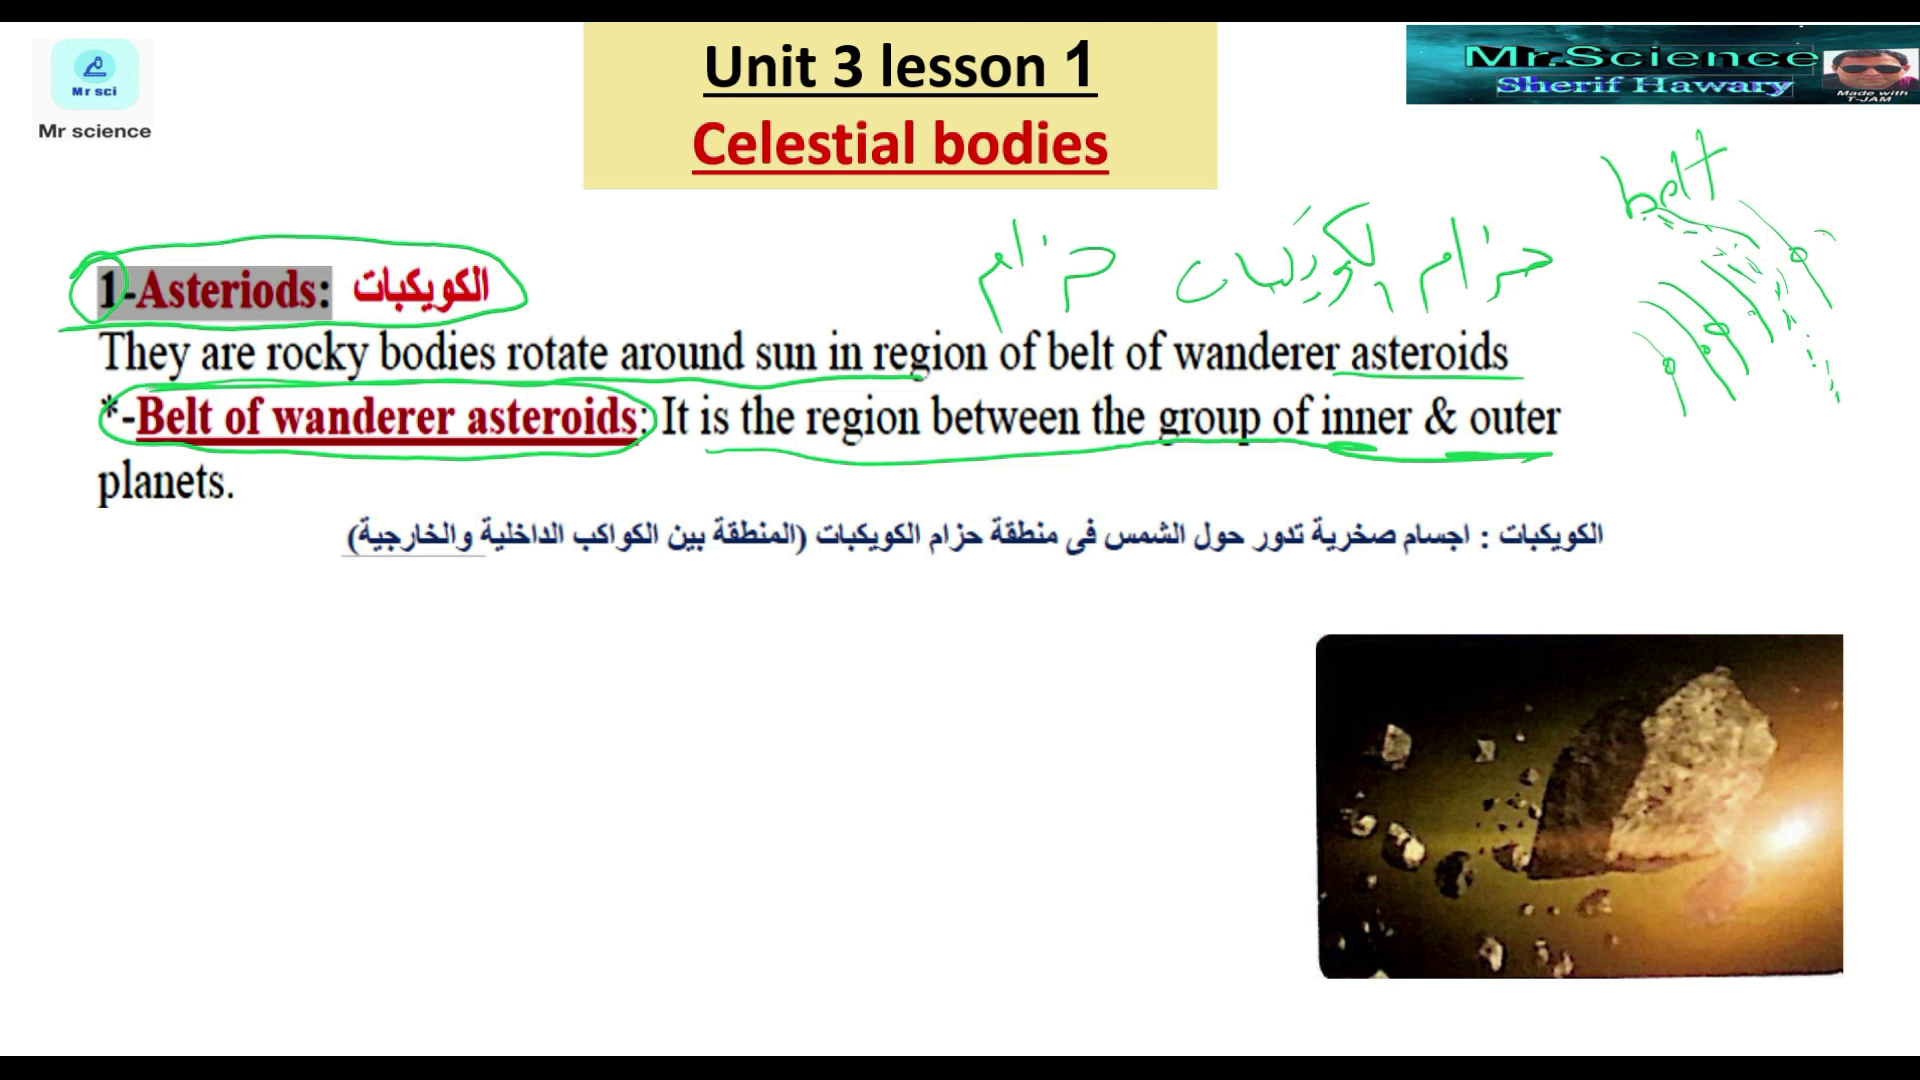 Unit 3 lesson 1
Celestial bodies
Mr sci
Mr science
Mr.Science
Sherif Hawary
Made with
T-JAM
belt
حزام الكويكبات حزام
1-Asteriods: الكويكبات
They are rocky bodies rotate around sun in region of belt of wanderer asteroids
*-Belt of wanderer asteroids: It is the region between the group of inner & outer
planets.
الكويكبات : اجسام صخرية تدور حول الشمس فى منطقة حزام الكويكبات (المنطقة بين الكواكب الداخلية والخارجية)